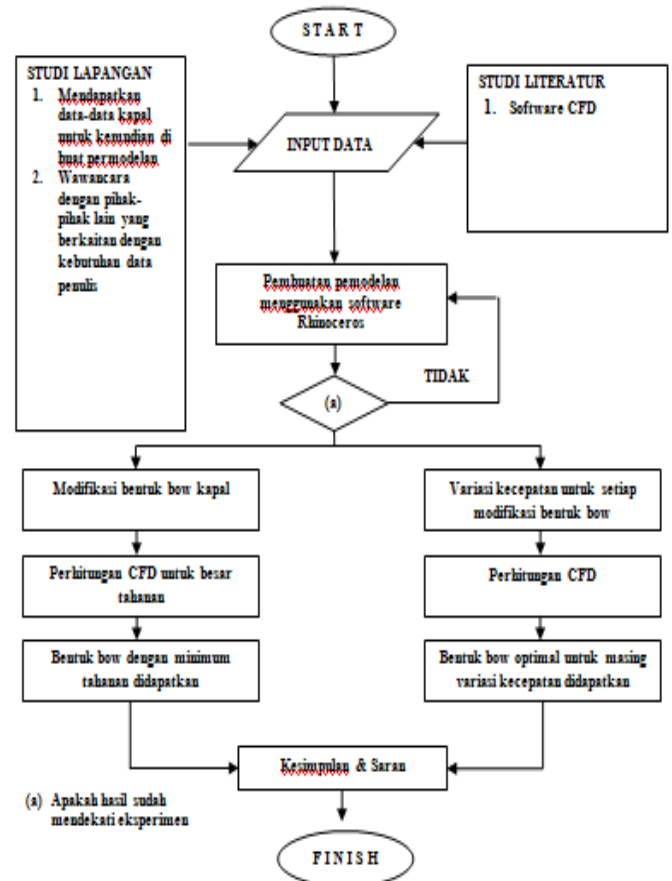 START
STUDI LAPANGAN
1. Mendapatkan
data-data kapal
untuk kemudian di
buat permodelan
2. Wawancara
dengan pihak-
pihak lain yang
berkaitan dengan
kebutuhan data
penulis
STUDI LITERATUR
1. Software CFD
INPUT DATA
Pembuatan pemodelan
menggunakan software
Rhinoceros
TIDAK
(a)
Modifikasi bentuk bow kapal
Variasi kecepatan untuk setiap
modifikasi bentuk bow
Perhitungan CFD untuk besar
tahanan
Perhitungan CFD
Bentuk bow dengan minimum
tahanan didapatkan
Bentuk bow optimal untuk masing
variasi kecepatan didapatkan
Kesimpulan & Saran
(a) Apakah hasil sudah
mendekati eksperimen
FINISH